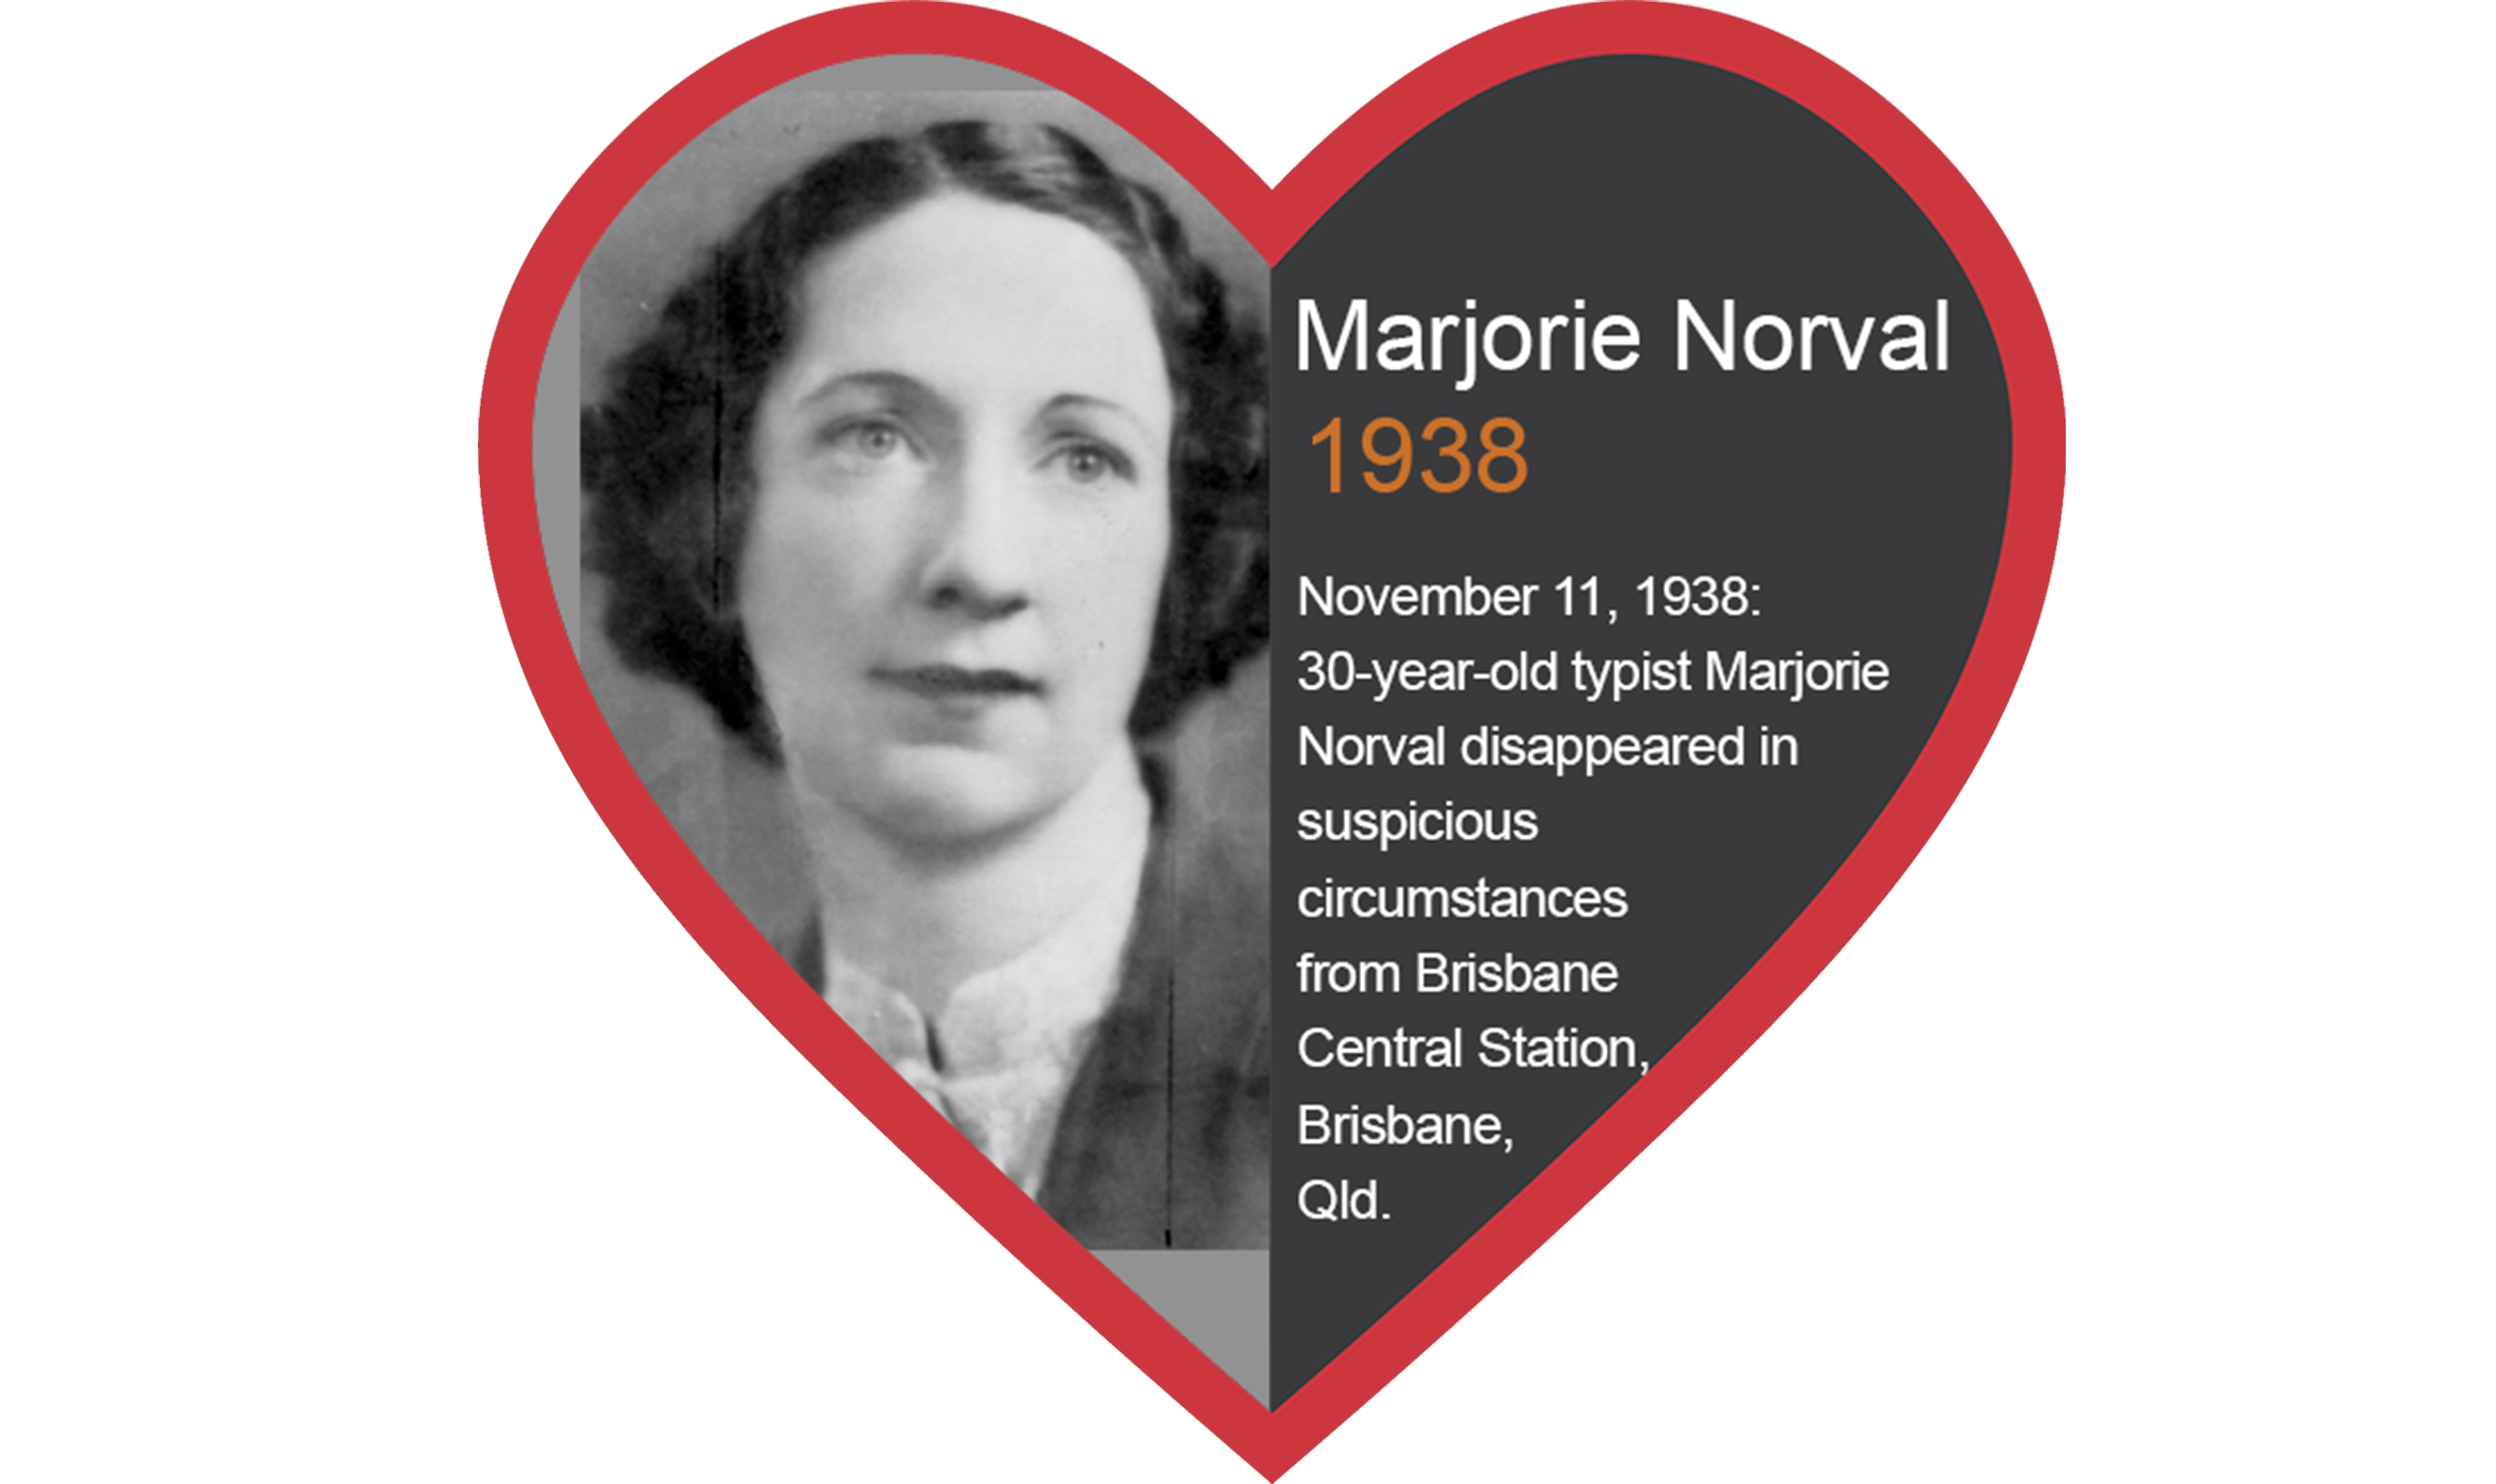 Marjorie Norval
1938
November 11, 1938:
30-year-old typist Marjorie
Norval disappeared in
suspicious
circumstances
from Brisbane
Central Station,
Brisbane,
Qld.